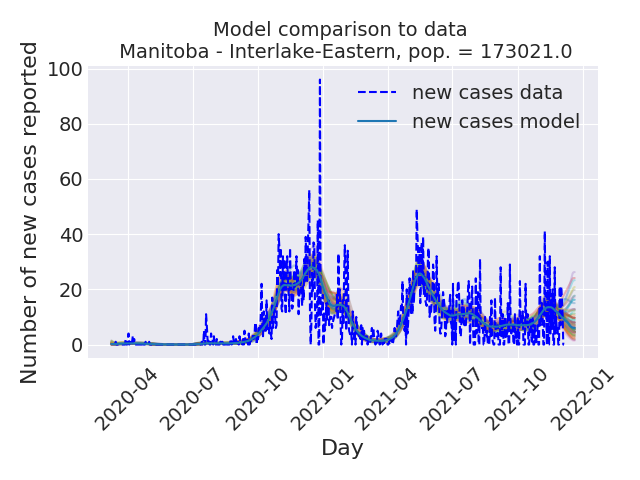 Model comparison to data
Manitoba - Interlake-Eastern, pop. = 173021.0
Number of new cases reported
100
80
60
40
20
0
new cases data
new cases model
2020-04
2020-07
2020-10
2021-01
2021-04
2021-07
2021-10
2022-01
Day